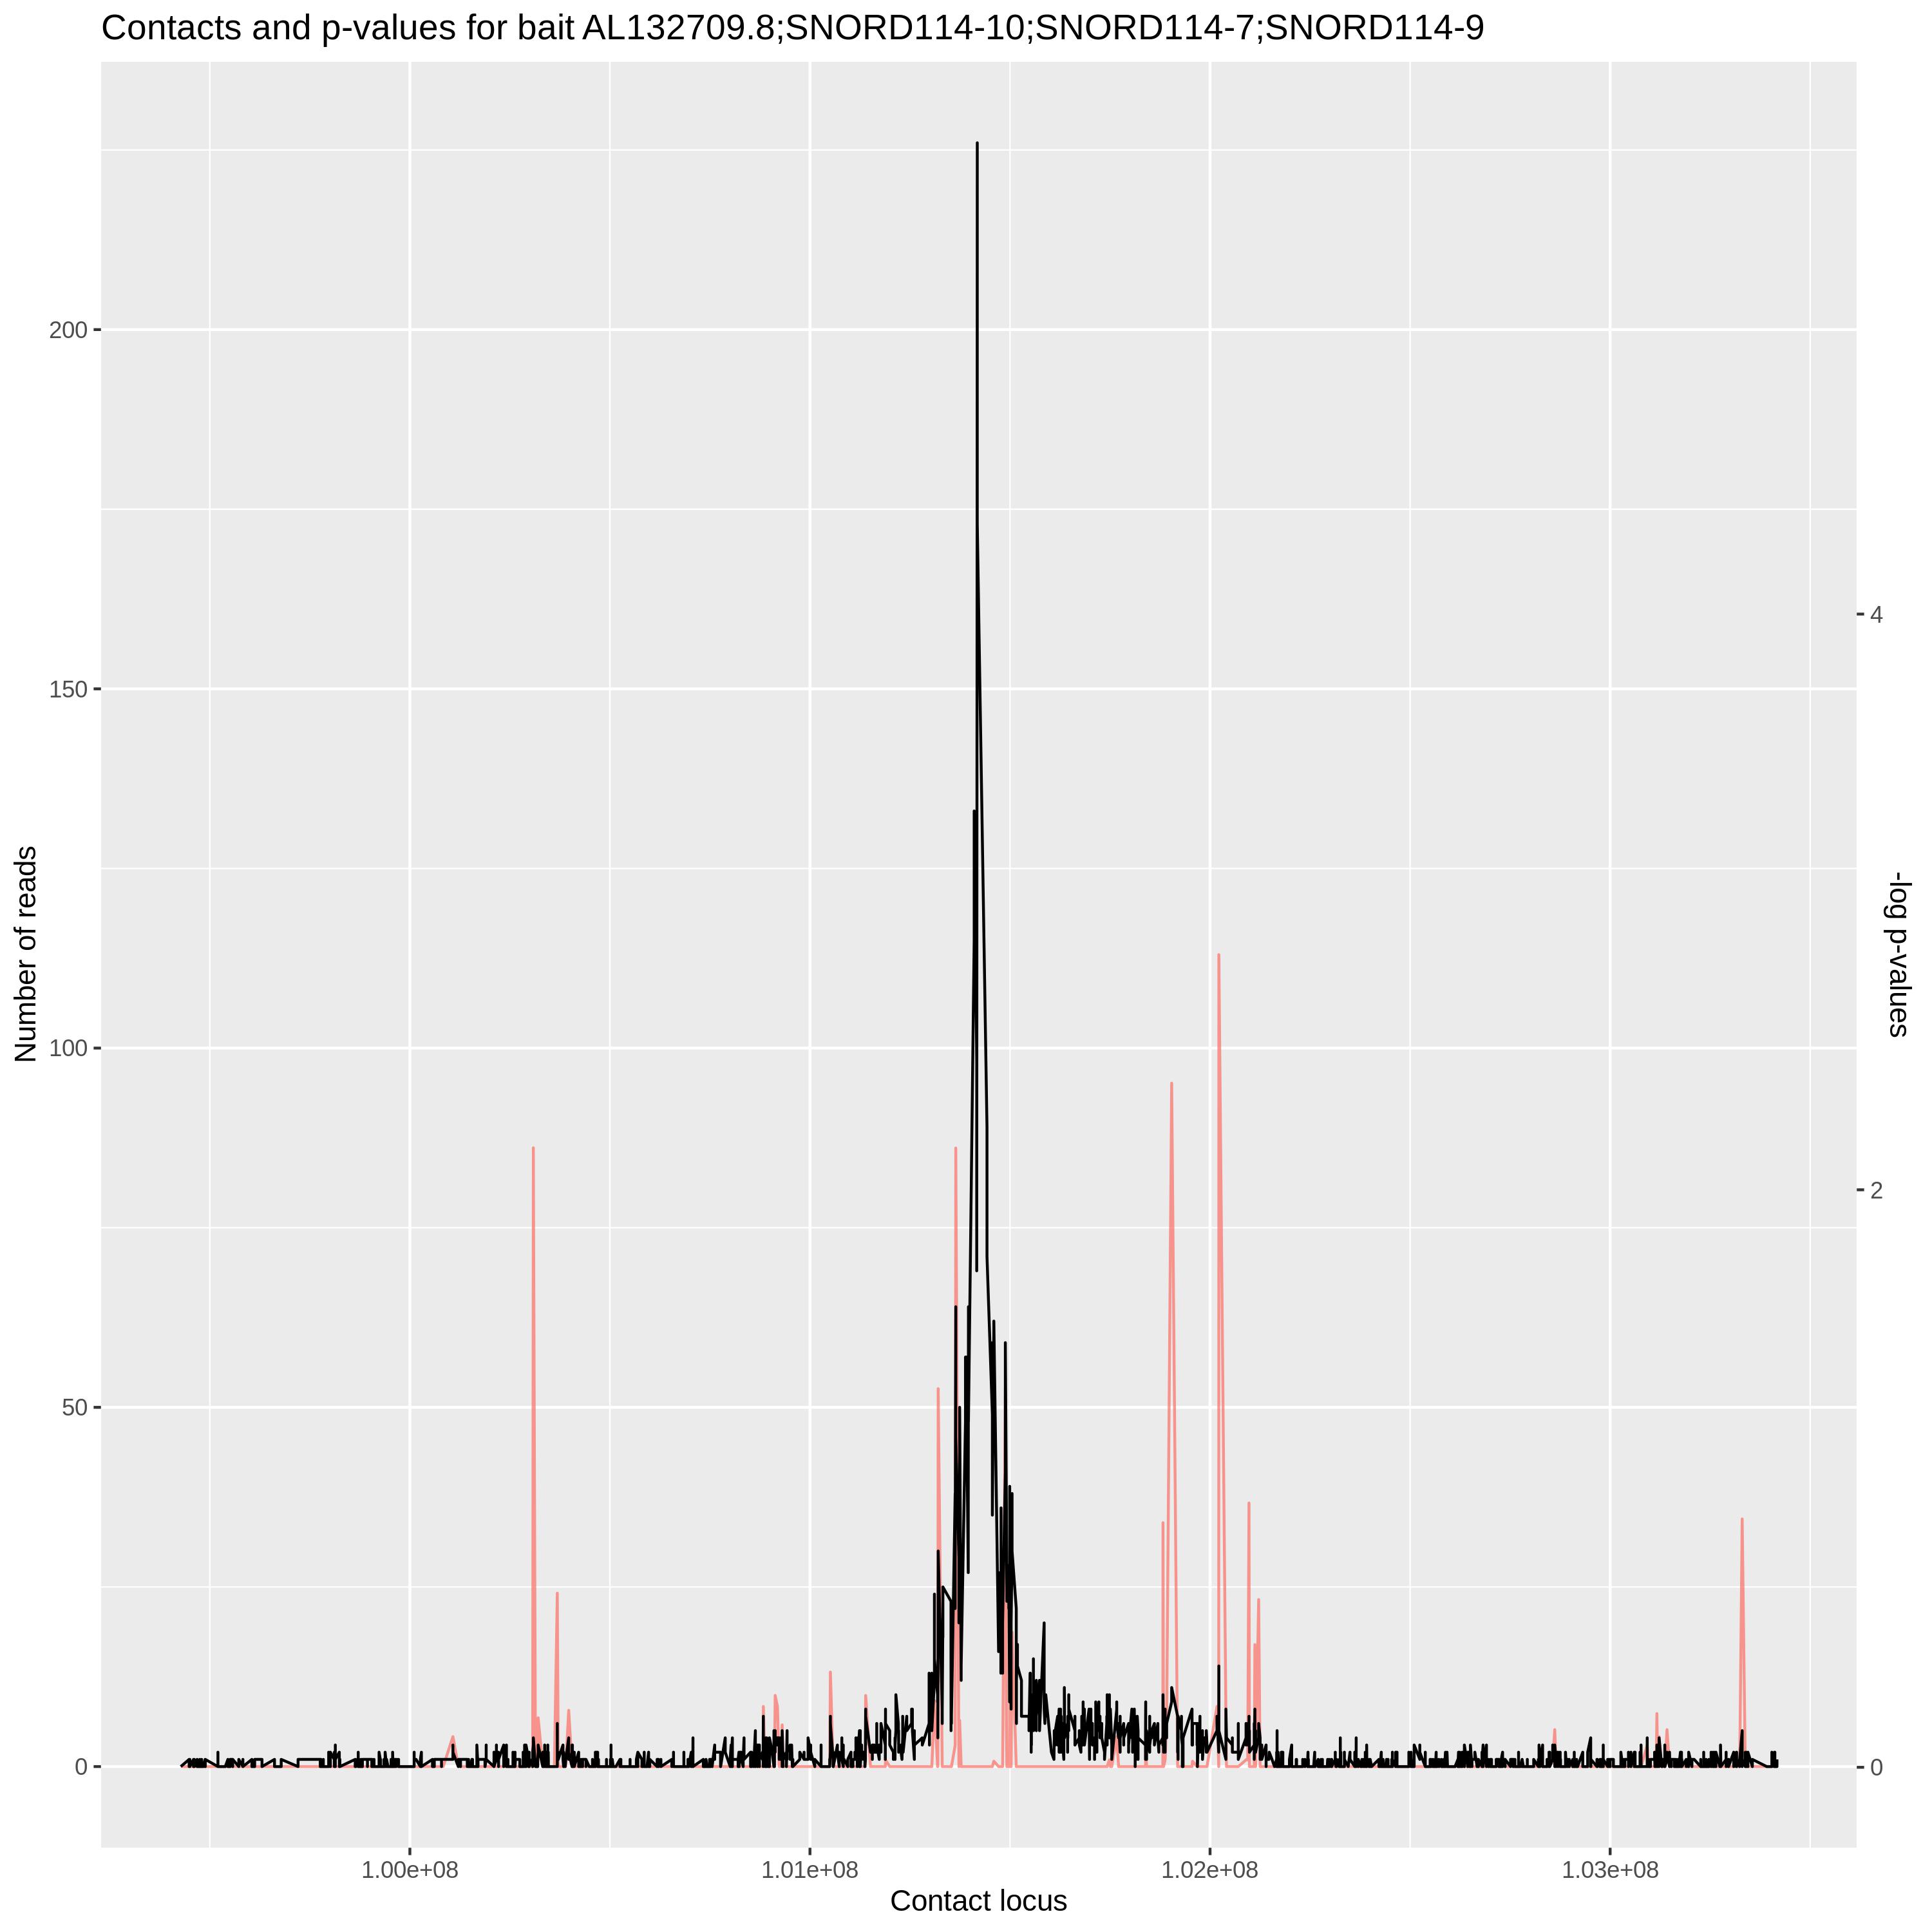 Contacts and p-values for bait AL132709.8;SNORD114-10;SNORD114-7;SNORD114-9
Number of reads
200
150
100
50
0
4
2
0
-log p-values
1.00e+08 1.01e+08 1.02e+08 1.03e+08
Contact locus